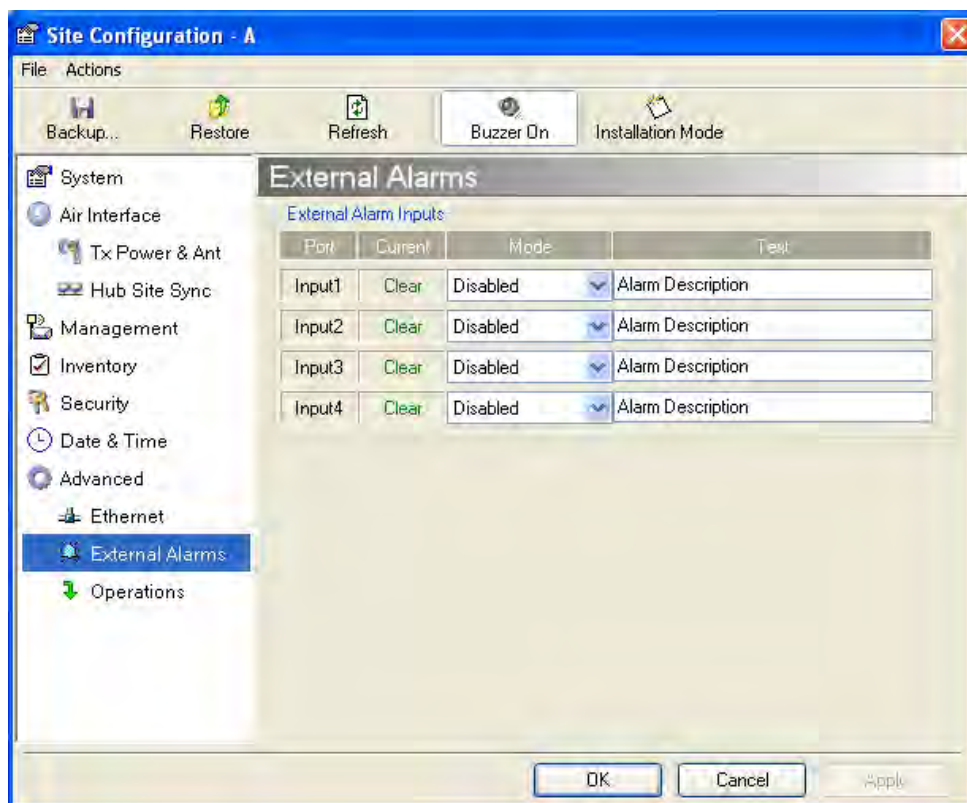 Site Configuration - A
File Actions
Backup... Restore Refresh Buzzer On Installation Mode
System
Air Interface
Tx Power & Ant
Hub Site Sync
Management
Inventory
Security
Date & Time
Advanced
Ethernet
External Alarms
Operations
External Alarms
External Alarm Inputs
Port Current Mode Text
Input1 Clear Disabled Alarm Description
Input2 Clear Disabled Alarm Description
Input3 Clear Disabled Alarm Description
Input4 Clear Disabled Alarm Description
OK Cancel Apply